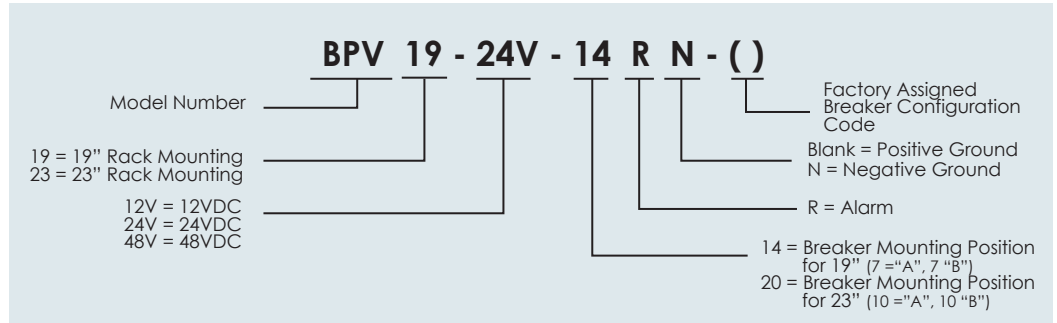 BPV 19 - 24V - 14 R N - ( )
Model Number
19 = 19” Rack Mounting
23 = 23” Rack Mounting
12V = 12VDC
24V = 24VDC
48V = 48VDC
Factory Assigned
Breaker Configuration
Code
Blank = Positive Ground
N = Negative Ground
R = Alarm
14 = Breaker Mounting Position
for 19” (7 =“A”, 7 “B”)
20 = Breaker Mounting Position
for 23” (10 =”A”, 10 “B”)